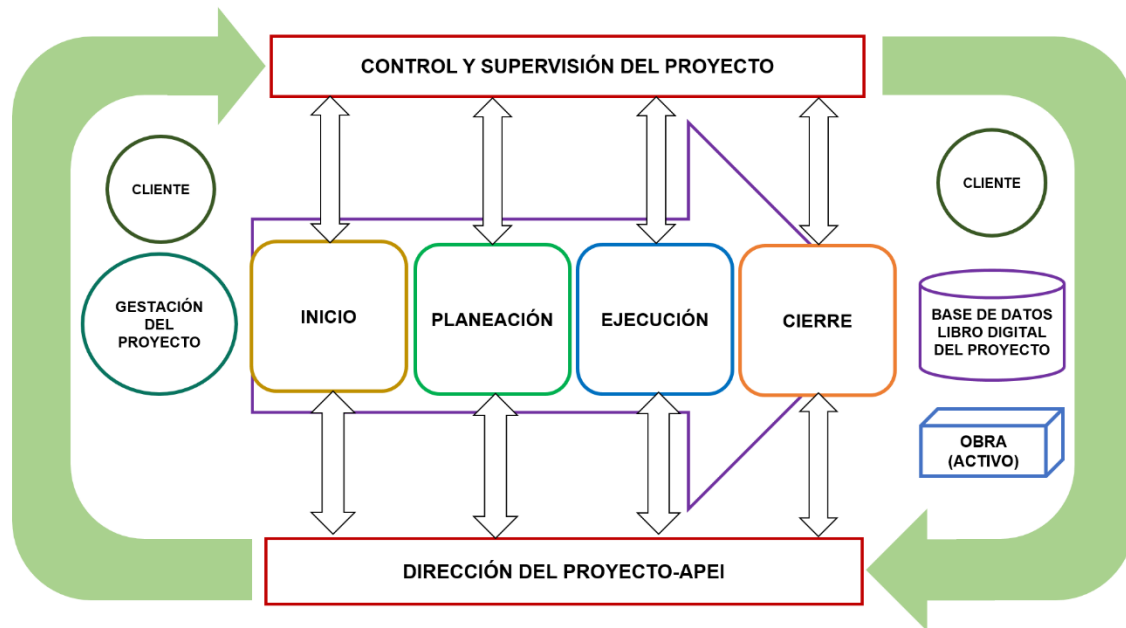 CONTROL Y SUPERVISIÓN DEL PROYECTO
CLIENTE
CLIENTE
GESTACIÓN
DEL
PROYECTO
INICIO
PLANEACIÓN
EJECUCIÓN
CIERRE
BASE DE DATOS
LIBRO DIGITAL
DEL PROYECTO
OBRA
(ACTIVO)
DIRECCIÓN DEL PROYECTO-APEI